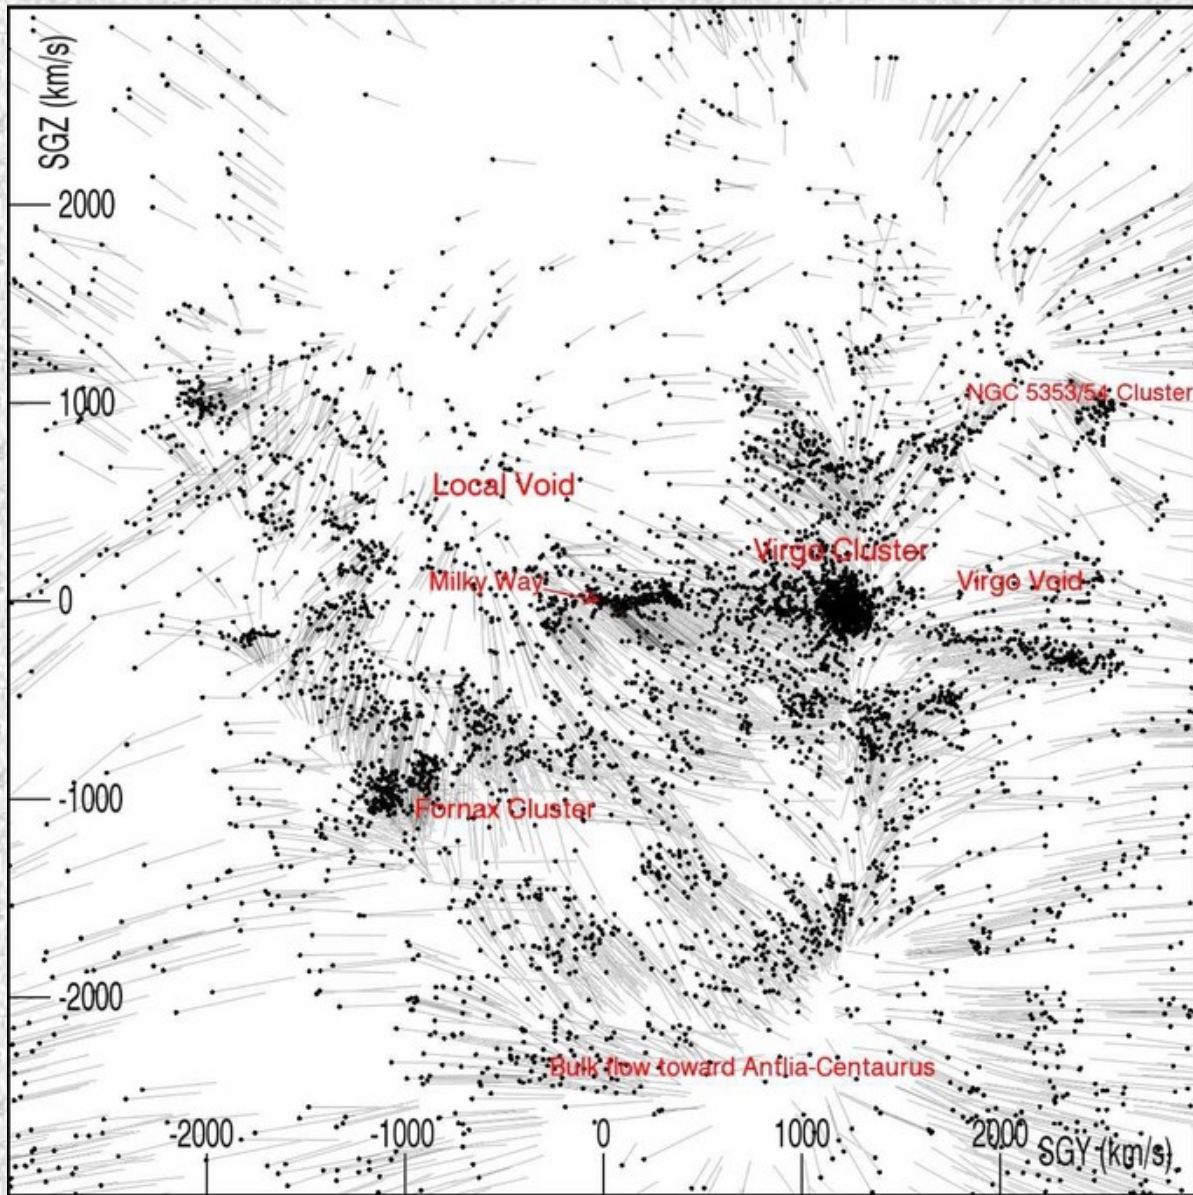 SGZ (km/s)
2000
1000
NGC 5353/54 Cluster
Local Void
Virgo Cluster
Milky Way
Virgo Void
0
-1000
Fornax Cluster
-2000
Bulk flow toward Antlia-Centaurus
-2000 -1000 0 1000 2000 SGY (km/s)